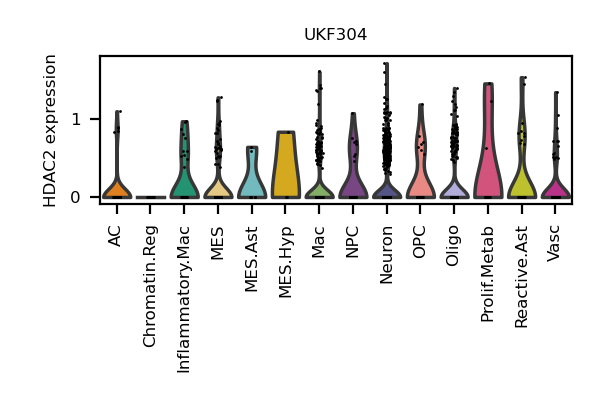 UKF304
HDAC2 expression
1
0
AC
Chromatin.Reg
Inflammatory.Mac
MES
MES.Ast
MES.Hyp
Mac
NPC
Neuron
OPC
Oligo
Prolif.Metab
Reactive.Ast
Vasc